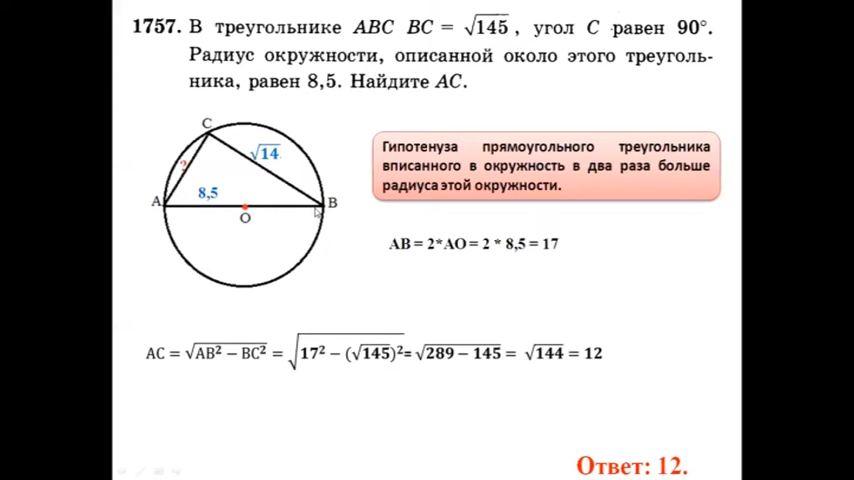 1757. В треугольнике ABC BC = √145, угол C равен 90°.
Радиус окружности, описанной около этого треуголь-
ника, равен 8,5. Найдите AC.
C
√14
?
8,5
A
B
O
Гипотенуза прямоугольного треугольника
вписанного в окружность в два раза больше
радиуса этой окружности.
AB = 2*AO = 2 * 8,5 = 17
AC = √AB² − BC² = √17² − (√145)² = √289 − 145 = √144 = 12
Ответ: 12.